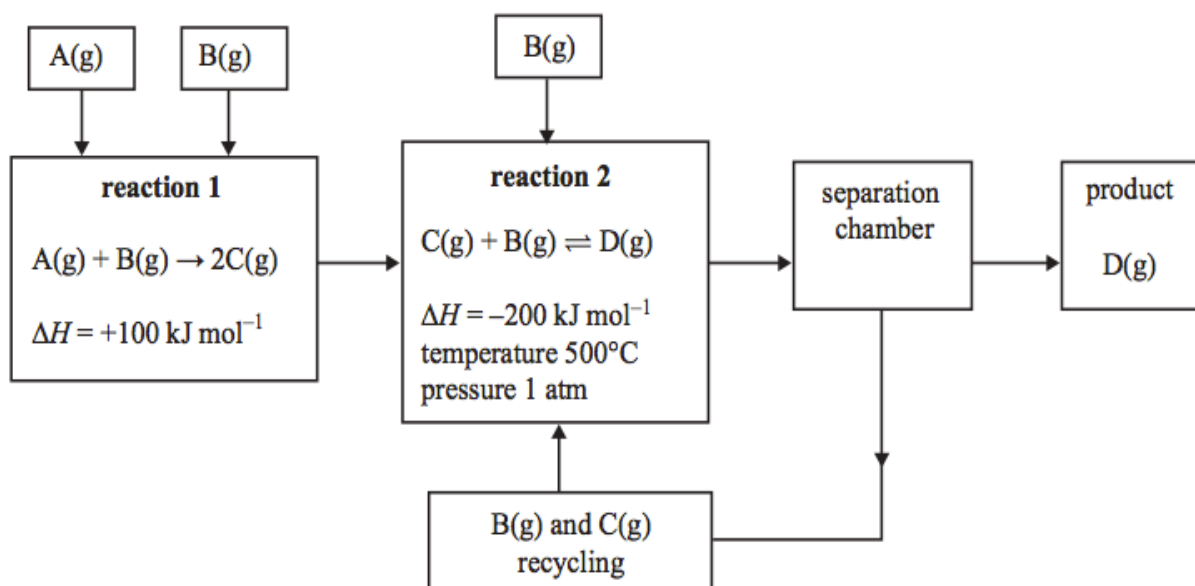 A(g)
B(g)
B(g)
reaction 1
A(g) + B(g) → 2C(g)
ΔH = +100 kJ mol⁻¹
reaction 2
C(g) + B(g) ⇌ D(g)
ΔH = –200 kJ mol⁻¹
temperature 500°C
pressure 1 atm
separation
chamber
product
D(g)
B(g) and C(g)
recycling